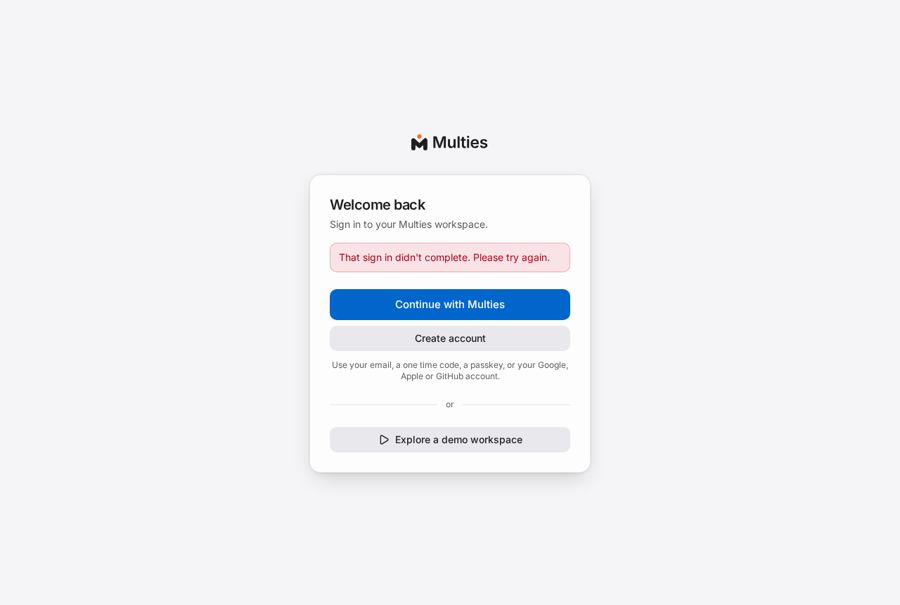 Multies
Welcome back
Sign in to your Multies workspace.
That sign in didn't complete. Please try again.
Continue with Multies
Create account
Use your email, a one time code, a passkey, or your Google,
Apple or GitHub account.
or
Explore a demo workspace